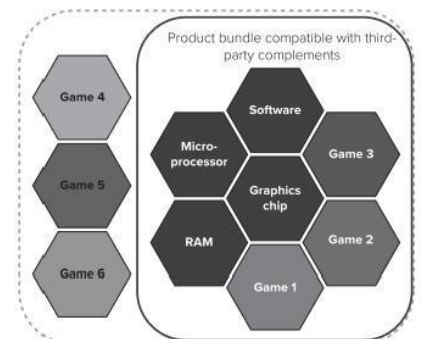 Product bundle compatible with third-
party complements
Game 4
Software
Micro-
processor
Game 3
Game 5
Graphics
chip
RAM
Game 2
Game 6
Game 1